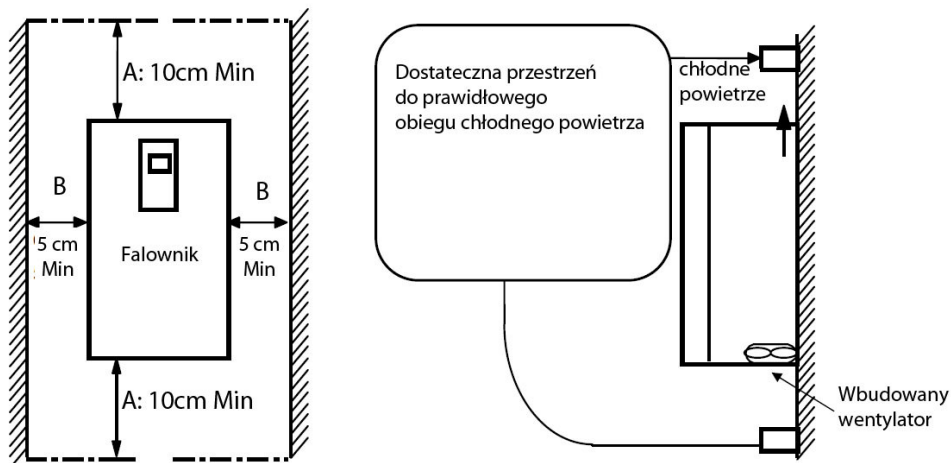 A: 10cm Min
B
5 cm
Min
Falownik
B
5 cm
Min
A: 10cm Min
Dostateczna przestrzeń
do prawidłowego
obiegu chłodnego powietrza
chłodne
powietrze
Wbudowany
wentylator